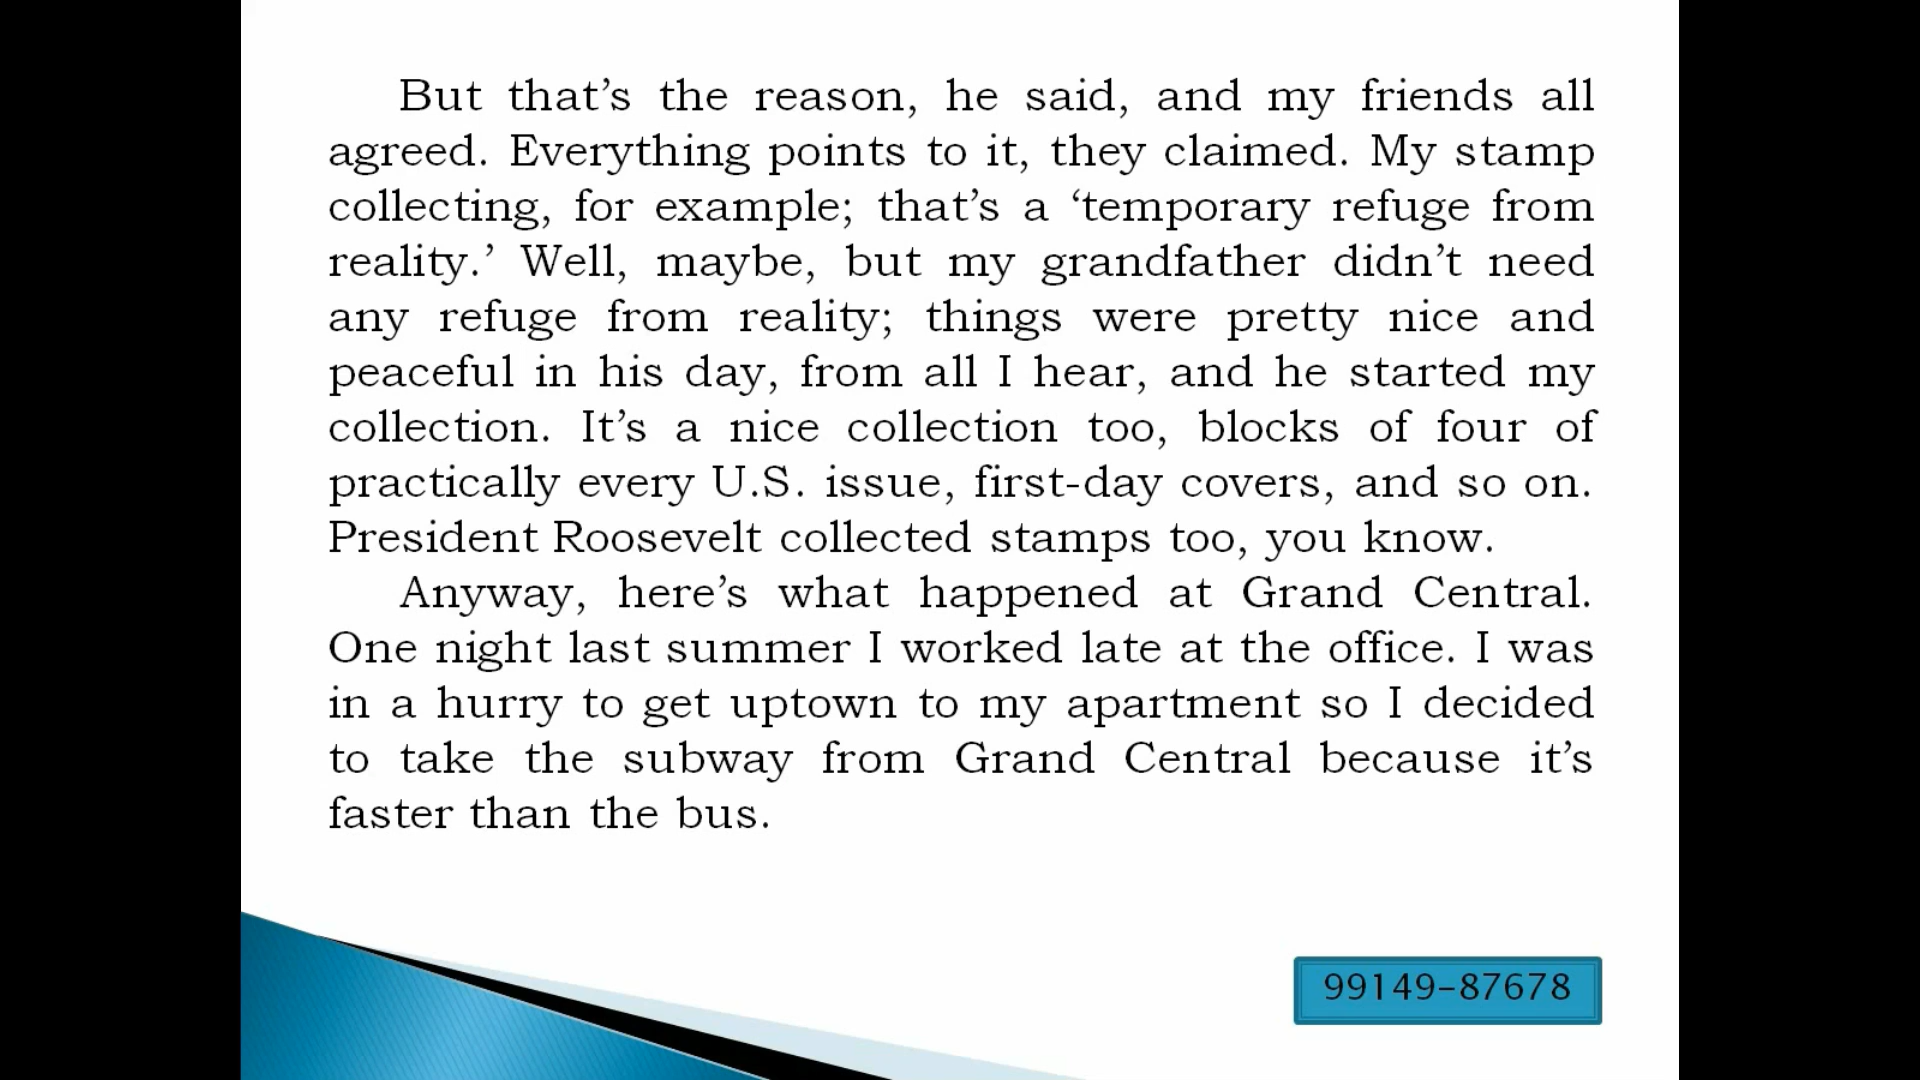 But that’s the reason, he said, and my friends all
agreed. Everything points to it, they claimed. My stamp
collecting, for example; that’s a ‘temporary refuge from
reality.’ Well, maybe, but my grandfather didn’t need
any refuge from reality; things were pretty nice and
peaceful in his day, from all I hear, and he started my
collection. It’s a nice collection too, blocks of four of
practically every U.S. issue, first-day covers, and so on.
President Roosevelt collected stamps too, you know.
Anyway, here’s what happened at Grand Central.
One night last summer I worked late at the office. I was
in a hurry to get uptown to my apartment so I decided
to take the subway from Grand Central because it’s
faster than the bus.
99149–87678